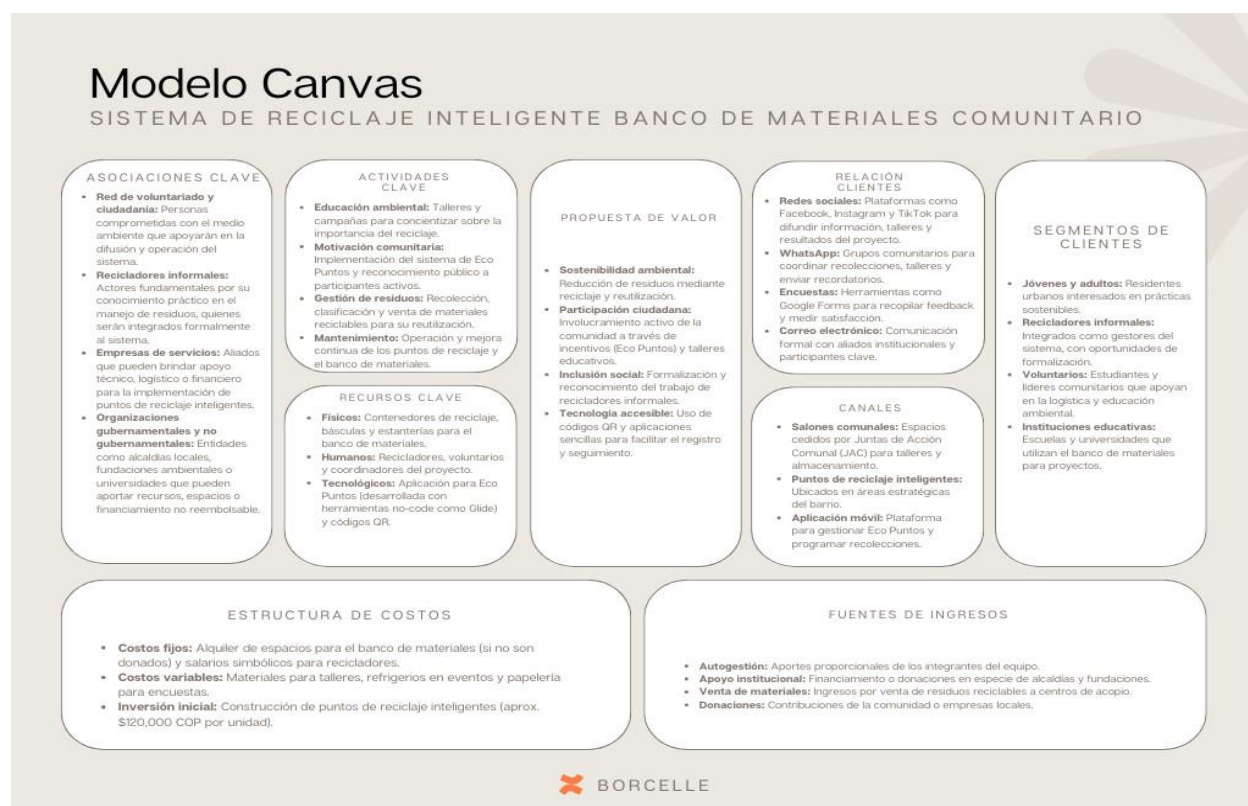 Modelo Canvas
SISTEMA DE RECICLAJE INTELIGENTE BANCO DE MATERIALES COMUNITARIO
ASOCIACIONES CLAVE
• Red de voluntariado y
ciudadanía: Personas
comprometidas con el medio
ambiente que apoyarán en la
difusión y operación del
sistema.
• Recicladores informales:
Actores fundamentales por su
conocimiento práctico en el
manejo de residuos, quienes
serán integrados formalmente
al sistema.
• Empresas de servicios: Aliados
que pueden brindar apoyo
técnico, logístico o financiero
para la implementación de
puntos de reciclaje inteligentes.
• Organizaciones
gubernamentales y no
gubernamentales: Entidades
como alcaldías locales,
fundaciones ambientales o
universidades que pueden
aportar recursos, espacios o
financiamiento no reembolsable.
ACTIVIDADES
CLAVE
• Educación ambiental: Talleres y
campañas para concientizar sobre la
importancia del reciclaje.
• Motivación comunitaria:
Implementación del sistema de Eco
Puntos y reconocimiento público a
participantes activos.
• Gestión de residuos: Recolección,
clasificación y venta de materiales
reciclables para su reutilización.
• Mantenimiento: Operación y mejora
continua de los puntos de reciclaje y
el banco de materiales.
RECURSOS CLAVE
• Físicos: Contenedores de reciclaje,
básculas y estanterías para el
banco de materiales.
• Humanos: Recicladores, voluntarios
y coordinadores del proyecto.
• Tecnológicos: Aplicación para Eco
Puntos (desarrollada con
herramientas no-code como Glide)
y códigos QR.
PROPUESTA DE VALOR
• Sostenibilidad ambiental:
Reducción de residuos mediante
reciclaje y reutilización.
• Participación ciudadana:
Involucramiento activo de la
comunidad a través de
incentivos (Eco Puntos) y talleres
educativos.
• Inclusión social: Formalización y
reconocimiento del trabajo de
recicladores informales.
• Tecnología accesible: Uso de
códigos QR y aplicaciones
sencillas para facilitar el registro
y seguimiento.
RELACIÓN
CLIENTES
• Redes sociales: Plataformas como
Facebook, Instagram y TikTok para
difundir información, talleres y
resultados del proyecto.
• WhatsApp: Grupos comunitarios para
coordinar recolecciones, talleres y
enviar recordatorios.
• Encuestas: Herramientas como
Google Forms para recopilar feedback
y medir satisfacción.
• Correo electrónico: Comunicación
formal con aliados institucionales y
participantes clave.
CANALES
• Salones comunales: Espacios
cedidos por Juntas de Acción
Comunal (JAC) para talleres y
almacenamiento.
• Puntos de reciclaje inteligentes:
Ubicados en áreas estratégicas
del barrio.
• Aplicación móvil: Plataforma
para gestionar Eco Puntos y
programar recolecciones.
SEGMENTOS DE
CLIENTES
• Jóvenes y adultos: Residentes
urbanos interesados en prácticas
sostenibles.
• Recicladores informales:
Integrados como gestores del
sistema, con oportunidades de
formalización.
• Voluntarios: Estudiantes y
líderes comunitarios que apoyan
en la logística y educación
ambiental.
• Instituciones educativas:
Escuelas y universidades que
utilizan el banco de materiales
para proyectos.
ESTRUCTURA DE COSTOS
• Costos fijos: Alquiler de espacios para el banco de materiales (si no son
donados) y salarios simbólicos para recicladores.
• Costos variables: Materiales para talleres, refrigerios en eventos y papelería
para encuestas.
• Inversión inicial: Construcción de puntos de reciclaje inteligentes (aprox.
$120,000 COP por unidad).
FUENTES DE INGRESOS
• Autogestión: Aportes proporcionales de los integrantes del equipo.
• Apoyo institucional: Financiamiento o donaciones en especie de alcaldías y fundaciones.
• Venta de materiales: Ingresos por venta de residuos reciclables a centros de acopio.
• Donaciones: Contribuciones de la comunidad o empresas locales.
BORCELLE